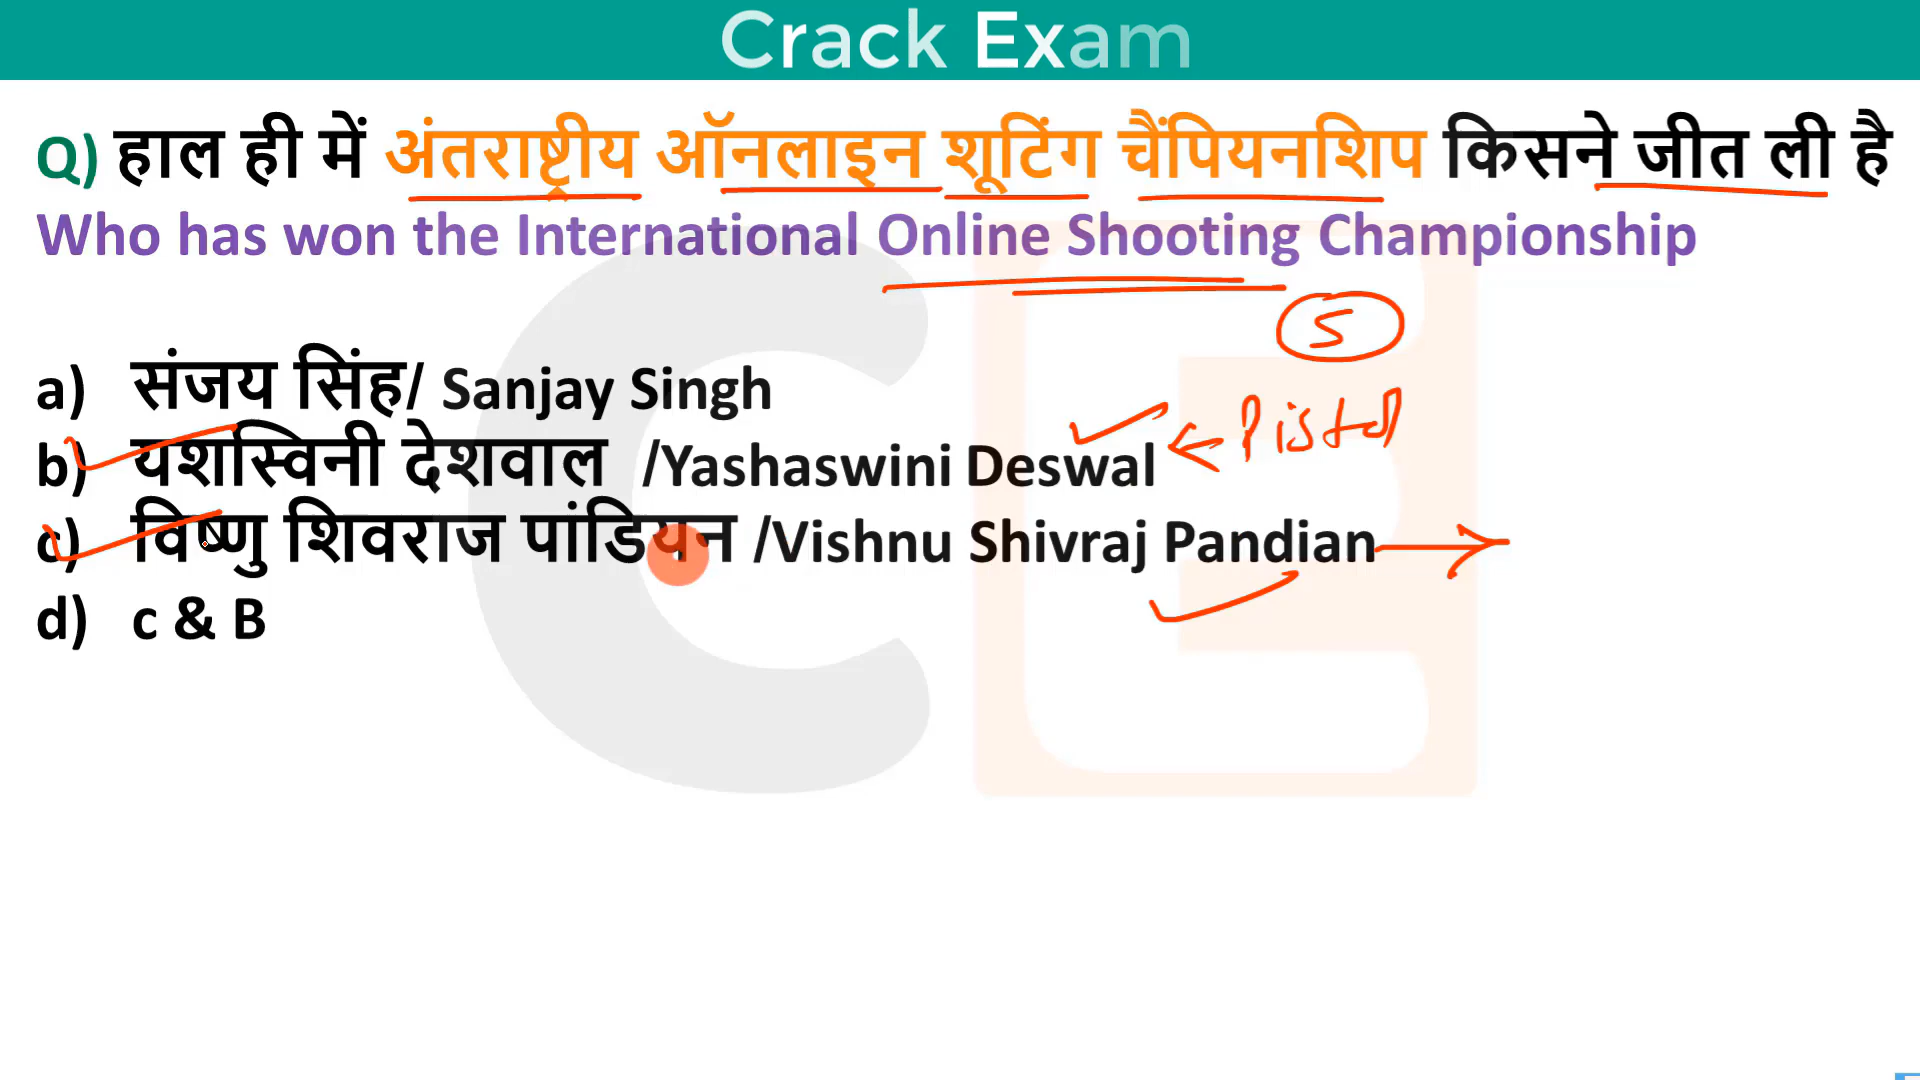 Crack Exam
Q) हाल ही में अंतराष्ट्रीय ऑनलाइन शूटिंग चैंपियनशिप किसने जीत ली है
Who has won the International Online Shooting Championship
5
a) संजय सिंह/ Sanjay Singh
b) यशस्विनी देशवाल /Yashaswini Deswal Pistol
c) विष्णु शिवराज पांडियन /Vishnu Shivraj Pandian
d) c & B